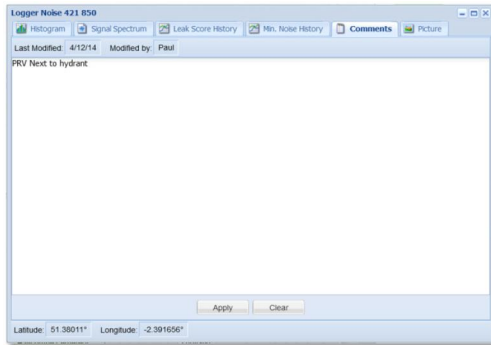 Logger Noise 421 850
Histogram Signal Spectrum Leak Score History Min. Noise History Comments Picture
Last Modified: 4/12/14 Modified by: Paul
PRV Next to hydrant
Apply Clear
Latitude: 51.38011° Longitude: -2.391656°